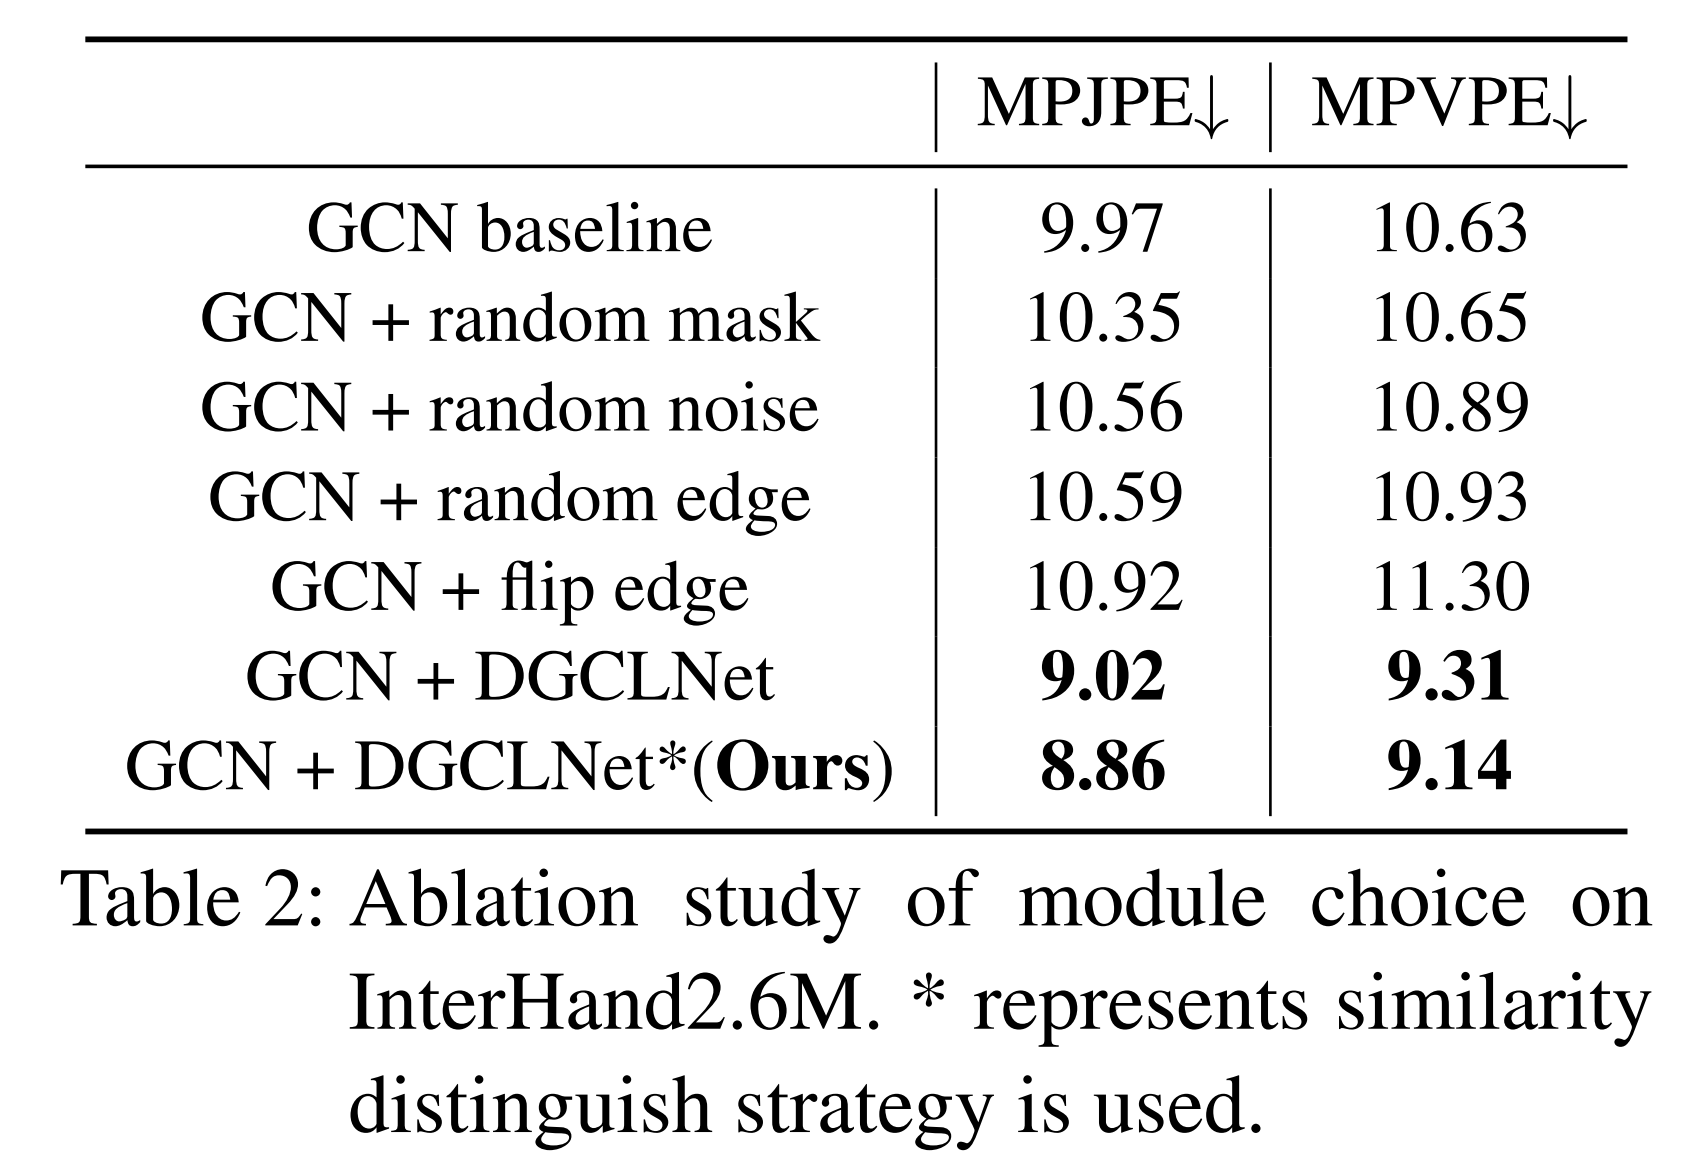 MPJPE↓ MPVPE↓
GCN baseline 9.97 10.63
GCN + random mask 10.35 10.65
GCN + random noise 10.56 10.89
GCN + random edge 10.59 10.93
GCN + flip edge 10.92 11.30
GCN + DGCLNet 9.02 9.31
GCN + DGCLNet*(Ours) 8.86 9.14
Table 2: Ablation study of module choice on
InterHand2.6M. * represents similarity
distinguish strategy is used.